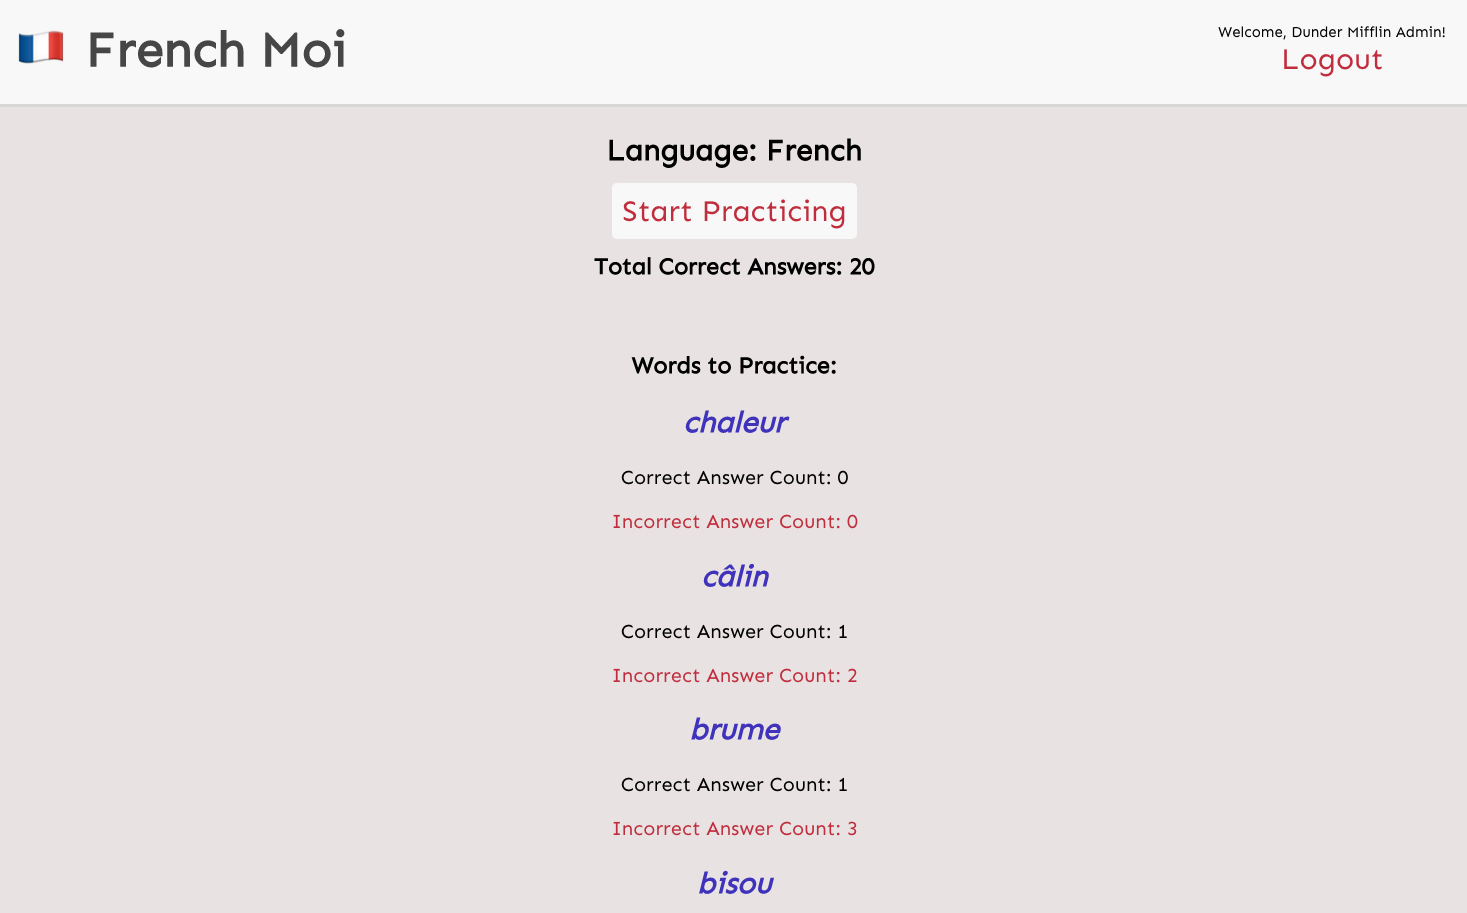 French Moi
Welcome, Dunder Mifflin Admin!
Logout
Language: French
Start Practicing
Total Correct Answers: 20
Words to Practice:
chaleur
Correct Answer Count: 0
Incorrect Answer Count: 0
câlin
Correct Answer Count: 1
Incorrect Answer Count: 2
brume
Correct Answer Count: 1
Incorrect Answer Count: 3
bisou